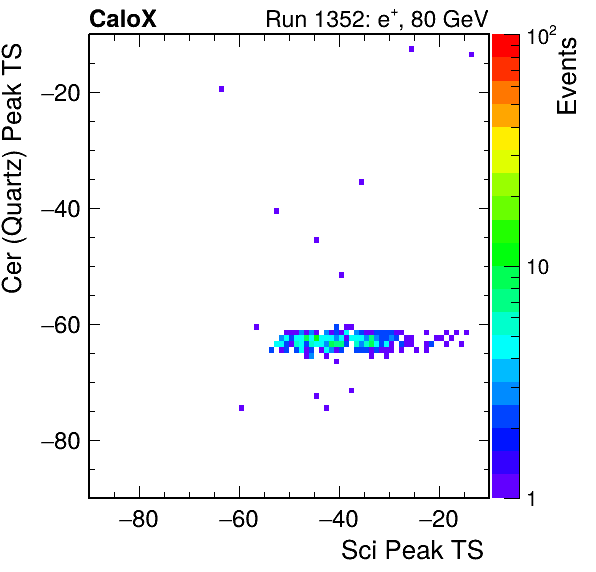 CaloX Run 1352: e⁺, 80 GeV
Cer (Quartz) Peak TS
−20
−40
−60
−80
−80 −60 −40 −20
Sci Peak TS
10²
10
1
Events